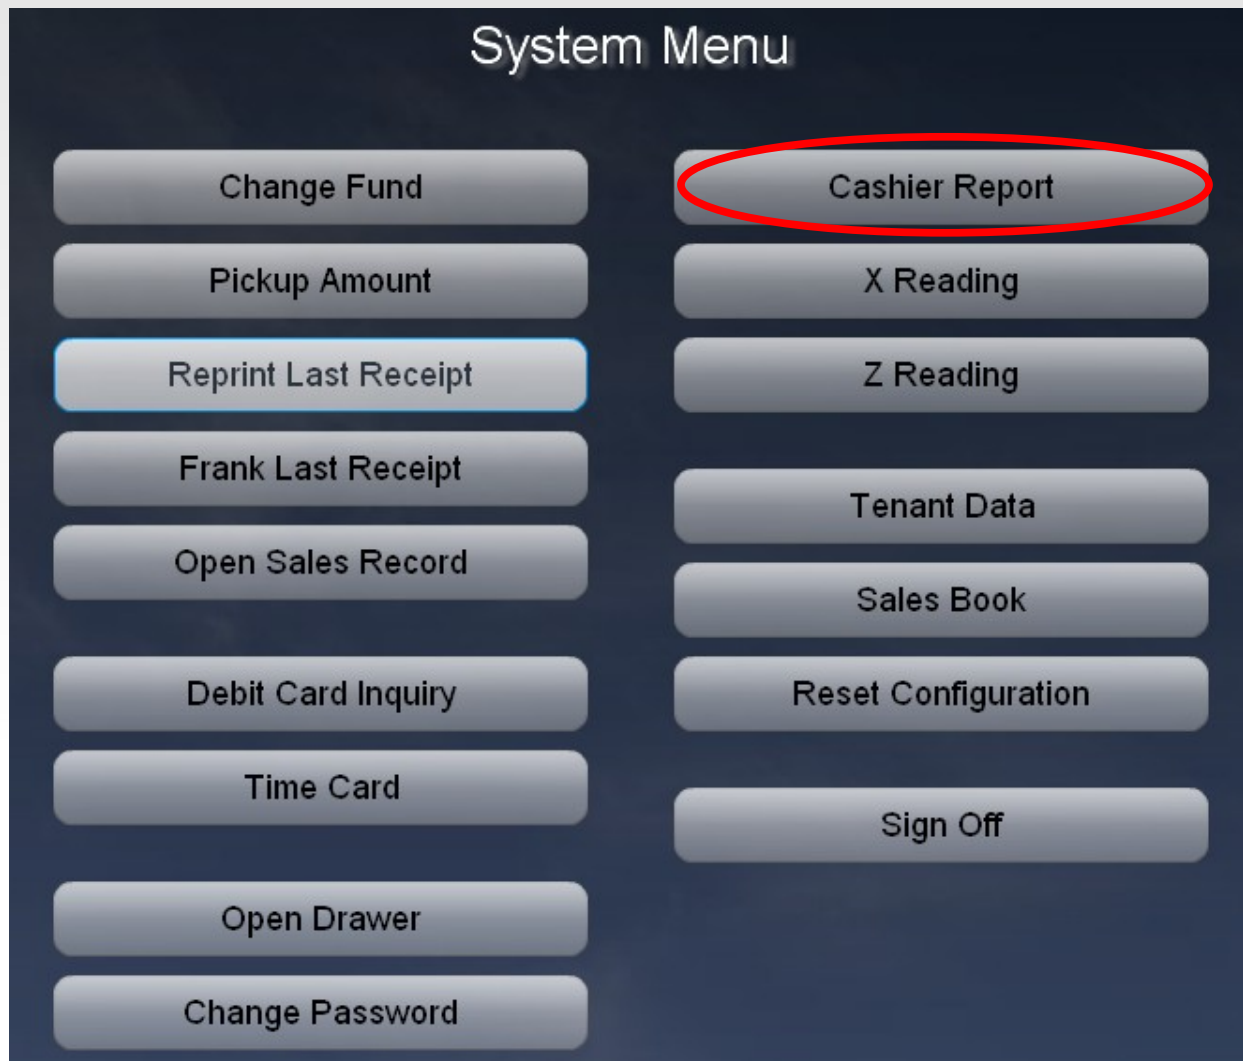 System Menu
Change Fund
Pickup Amount
Reprint Last Receipt
Frank Last Receipt
Open Sales Record
Debit Card Inquiry
Time Card
Open Drawer
Change Password
Cashier Report
X Reading
Z Reading
Tenant Data
Sales Book
Reset Configuration
Sign Off